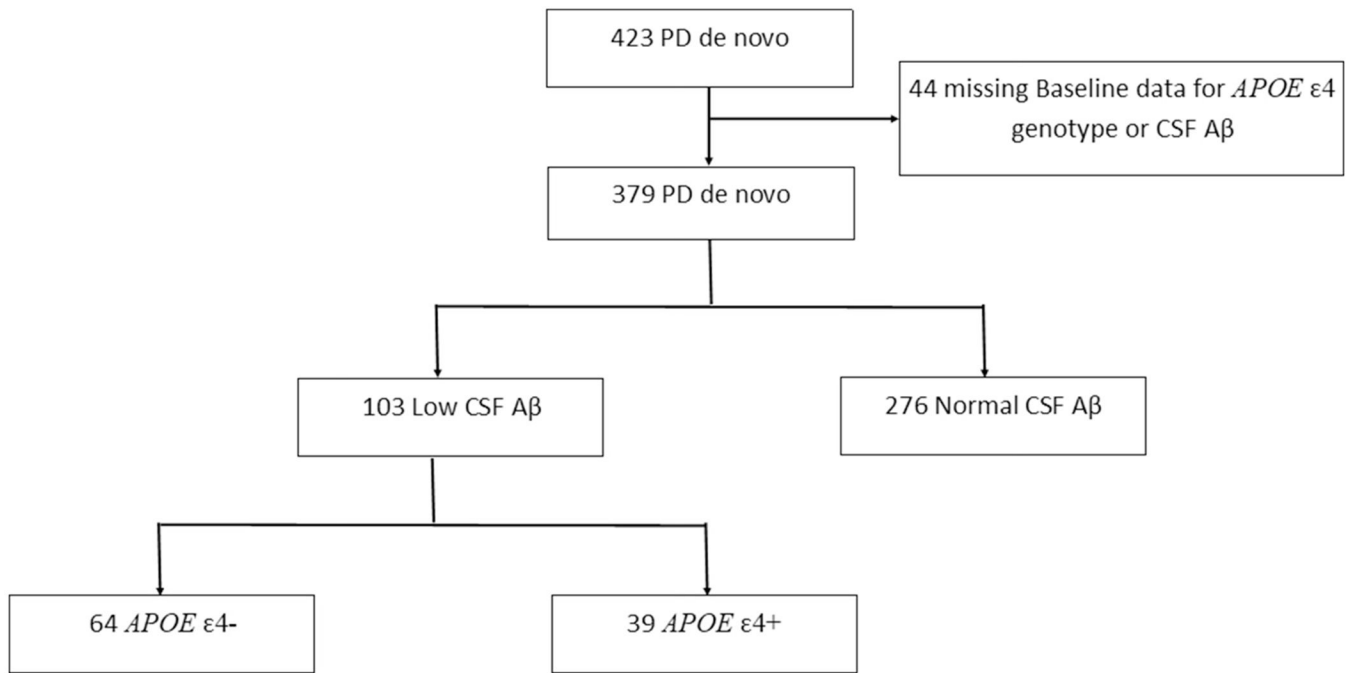 423 PD de novo
44 missing Baseline data for APOE ε4
genotype or CSF Aβ
379 PD de novo
103 Low CSF Aβ
276 Normal CSF Aβ
64 APOE ε4-
39 APOE ε4+